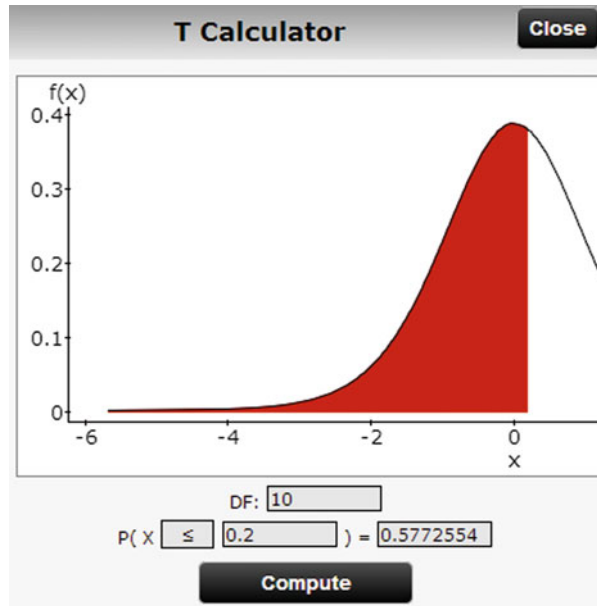 T Calculator Close
f(x)
0.4
0.3
0.2
0.1
0
-6 -4 -2 0
x
DF: 10
P( X ≤ 0.2 ) = 0.5772554
Compute